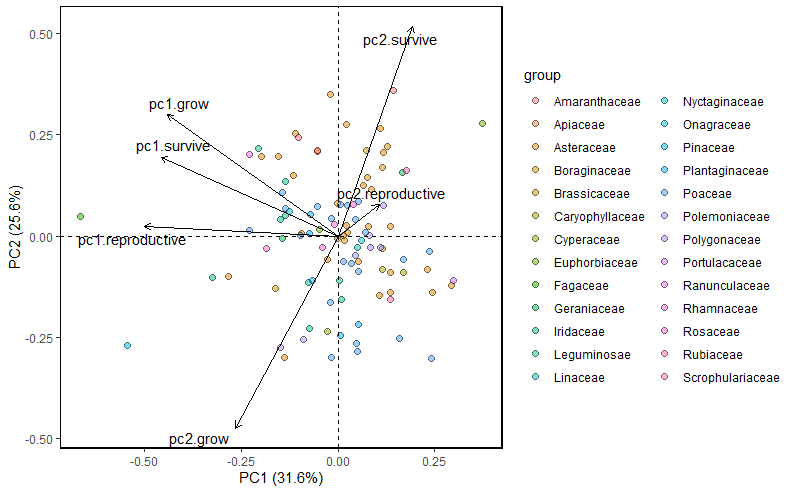 0.50
0.25
0.00
-0.25
-0.50
PC2 (25.6%)
pc2.survive
pc1.grow
pc1.survive
pc2.reproductive
pc1.reproductive
pc2.grow
-0.50
-0.25
0.00
0.25
PC1 (31.6%)
group
Amaranthaceae
Apiaceae
Asteraceae
Boraginaceae
Brassicaceae
Caryophyllaceae
Cyperaceae
Euphorbiaceae
Fagaceae
Geraniaceae
Iridaceae
Leguminosae
Linaceae
Nyctaginaceae
Onagraceae
Pinaceae
Plantaginaceae
Poaceae
Polemoniaceae
Polygonaceae
Portulacaceae
Ranunculaceae
Rhamnaceae
Rosaceae
Rubiaceae
Scrophulariaceae